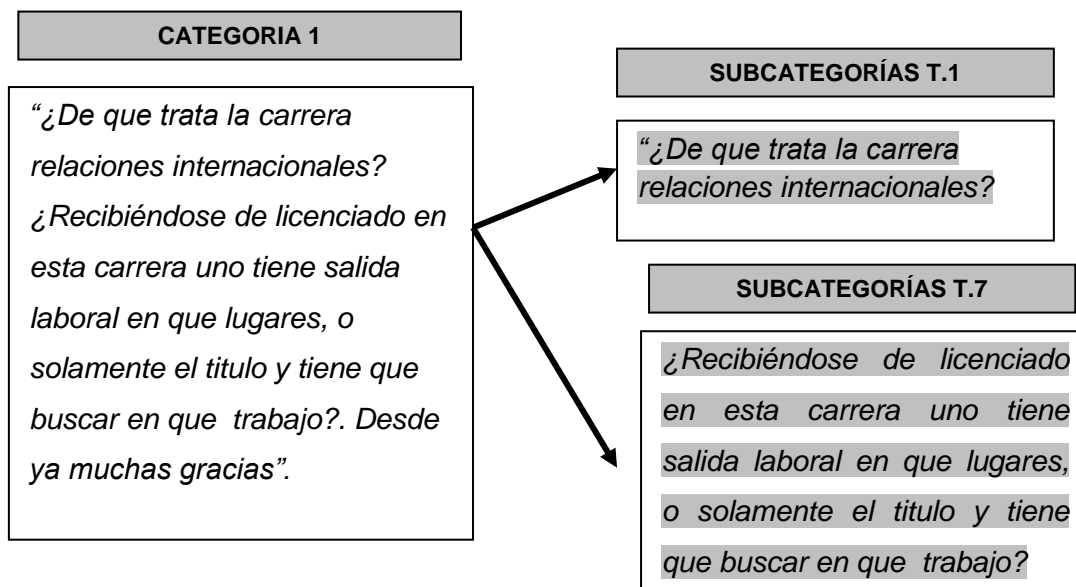 CATEGORIA 1
“¿De que trata la carrera
relaciones internacionales?
¿Recibiéndose de licenciado en
esta carrera uno tiene salida
laboral en que lugares, o
solamente el titulo y tiene que
buscar en que  trabajo?. Desde
ya muchas gracias”.
SUBCATEGORÍAS T.1
“¿De que trata la carrera
relaciones internacionales?
SUBCATEGORÍAS T.7
¿Recibiéndose de licenciado
en esta carrera uno tiene
salida laboral en que lugares,
o solamente el titulo y tiene
que buscar en que  trabajo?